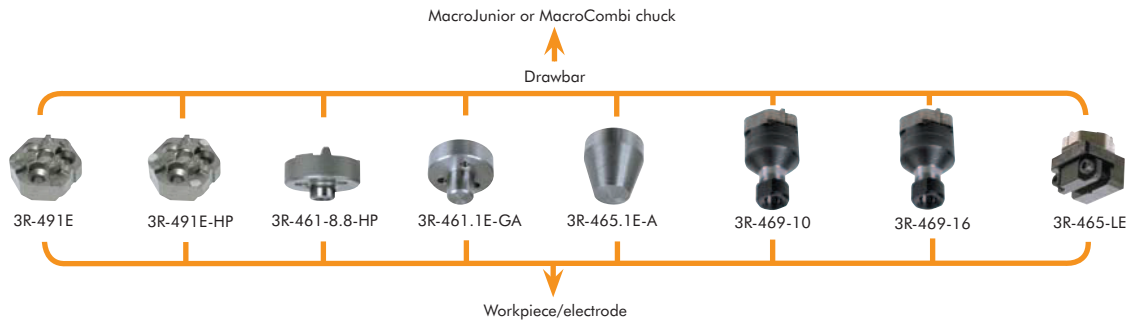 MacroJunior or MacroCombi chuck
Drawbar
3R-491E
3R-491E-HP
3R-461-8.8-HP
3R-461.1E-GA
3R-465.1E-A
3R-469-10
3R-469-16
3R-465-LE
Workpiece/electrode